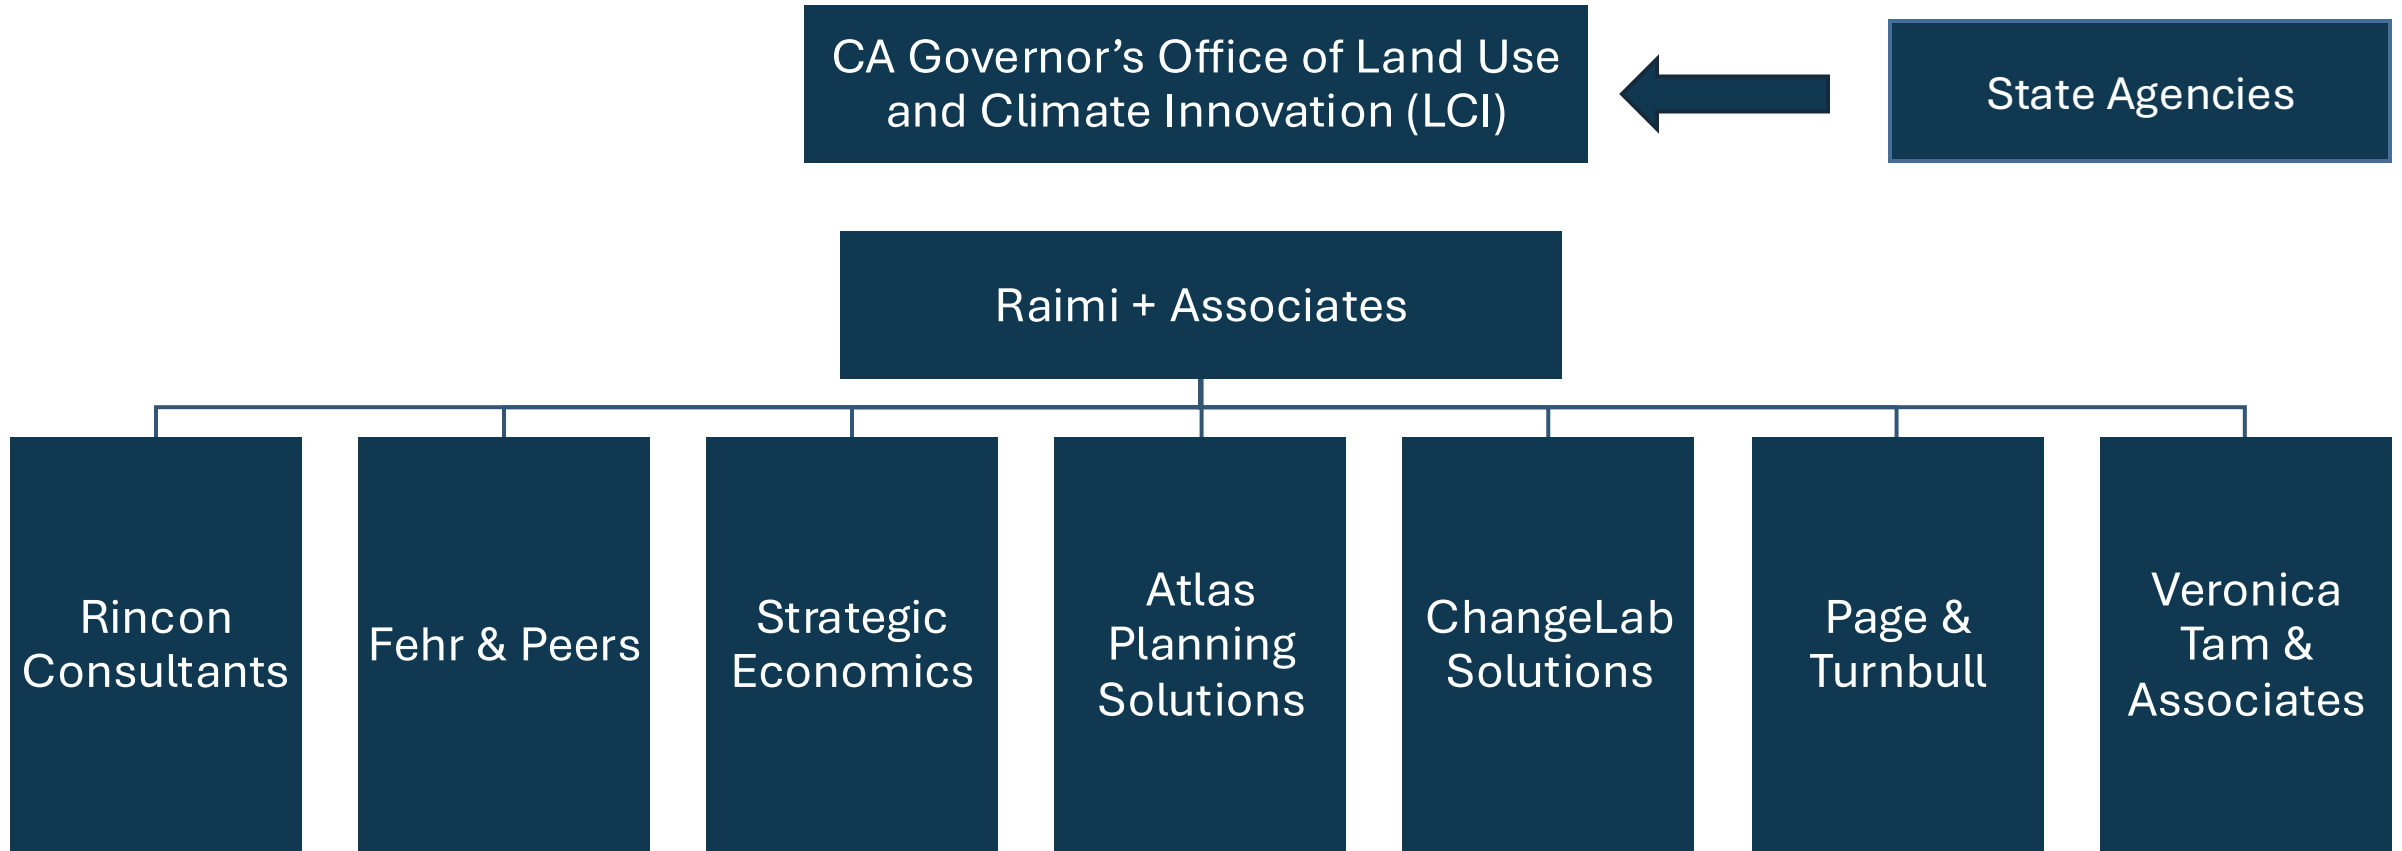 CA Governor’s Office of Land Use
and Climate Innovation (LCI)
State Agencies
Raimi + Associates
Rincon
Consultants
Fehr & Peers
Strategic
Economics
Atlas
Planning
Solutions
ChangeLab
Solutions
Page &
Turnbull
Veronica
Tam &
Associates